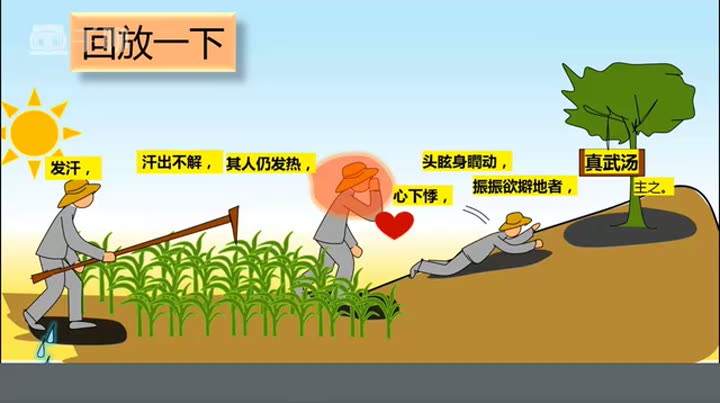 回放一下
发汗，
汗出不解，
其人仍发热，
心下悸，
头眩身瞤动，
振振欲擗地者，
真武汤
主之。